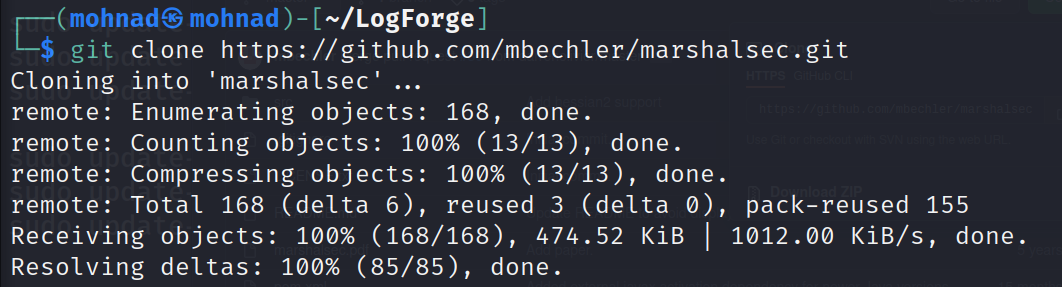 ┌──(mohnad㉿mohnad)-[~/LogForge]
└─$ git clone https://github.com/mbechler/marshalsec.git
Cloning into 'marshalsec'...
remote: Enumerating objects: 168, done.
remote: Counting objects: 100% (13/13), done.
remote: Compressing objects: 100% (13/13), done.
remote: Total 168 (delta 6), reused 3 (delta 0), pack-reused 155
Receiving objects: 100% (168/168), 474.52 KiB | 1012.00 KiB/s, done.
Resolving deltas: 100% (85/85), done.